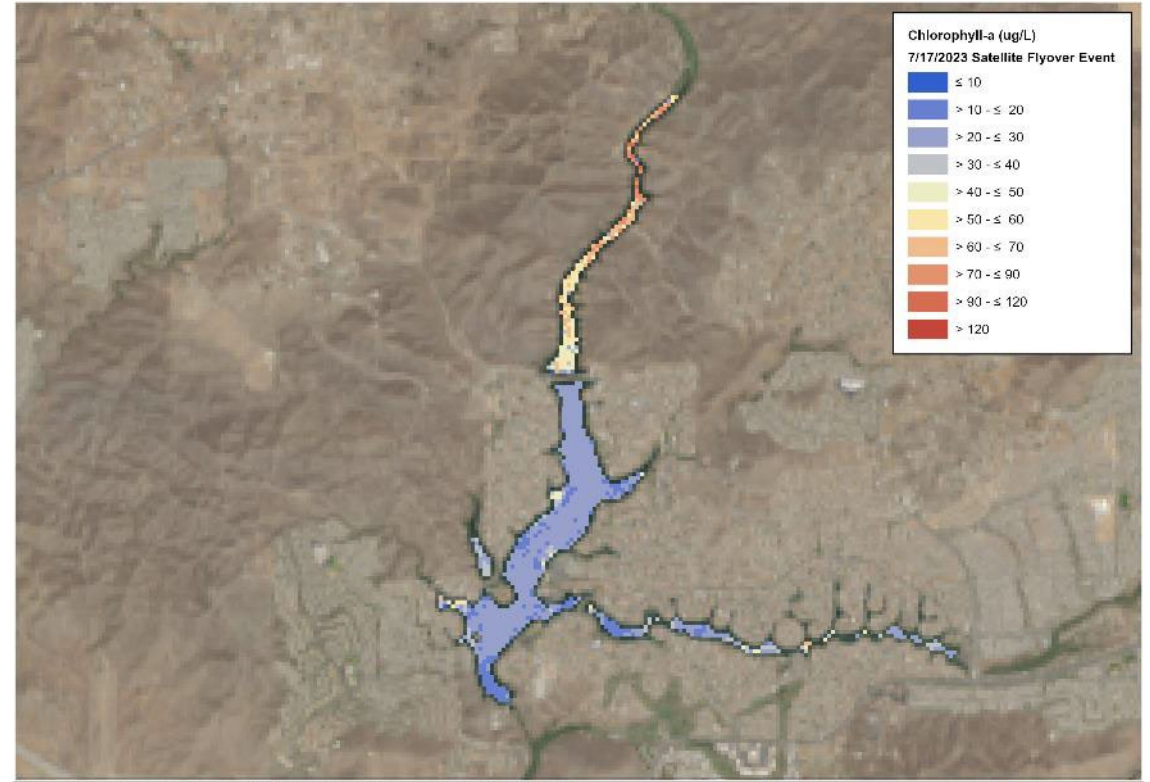 Chlorophyll-a (ug/L)
7/17/2023 Satellite Flyover Event
≤ 10
> 10 - ≤ 20
> 20 - ≤ 30
> 30 - ≤ 40
> 40 - ≤ 50
> 50 - ≤ 60
> 60 - ≤ 70
> 70 - ≤ 90
> 90 - ≤ 120
> 120